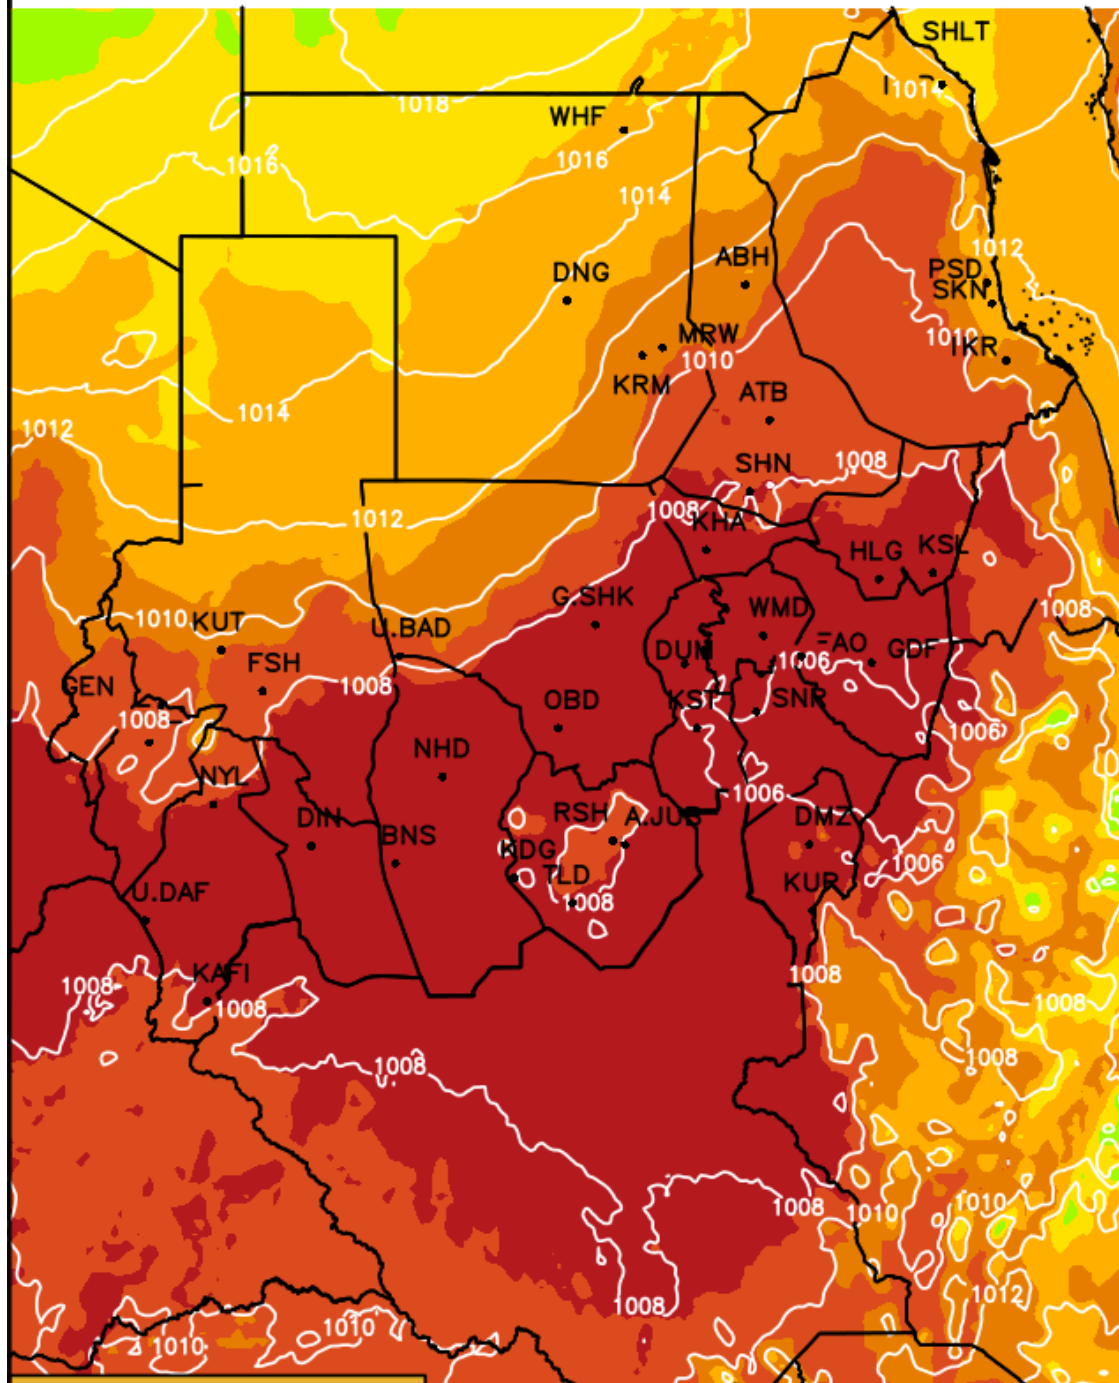 SHLT
1014
1018
WHF
1016
1016
1014
1012
ABH
DNG
PSD
SKN
1010
IKR
MRW
1010
KRM
ATB
1014
1012
SHN
1008
1008
1012
KHA
HLG
KSL
G.SHK
WMD
1008
1010
KUT
U.BAD
DUM
FAO
GDF
1006
FSH
GEN
1008
OBD
KST
SNR
1008
1006
NHD
NYL
1006
RSH
A.JUB
DMZ
DIN
BNS
KDG
1006
TLD
KUR
U.DAF
1008
KAFI
1008
1008
1008
1008
1008
1008
1008
1010
1010
1012
1008
1010
1010